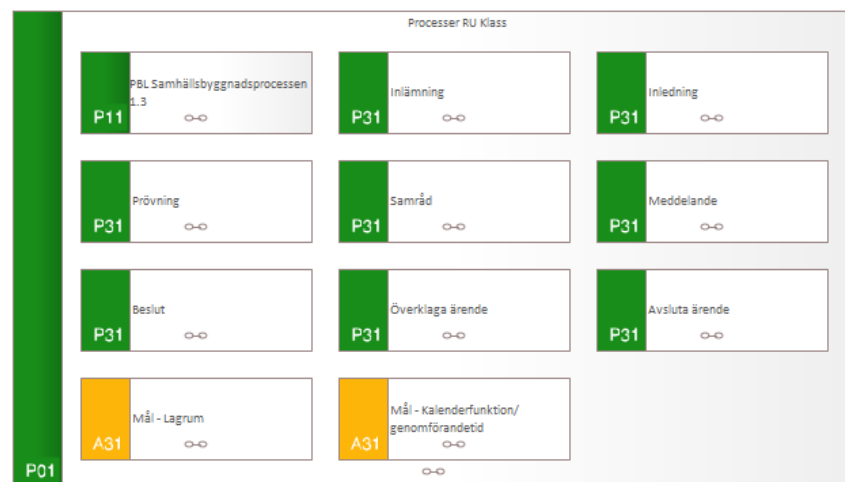 Processer RU Klass
PBL Samhällsbyggnadsprocessen
1.3
P11
Inlämning
P31
Inledning
P31
Prövning
P31
Samråd
P31
Meddelande
P31
Beslut
P31
Överklaga ärende
P31
Avsluta ärende
P31
Mål - Lagrum
A31
Mål - Kalenderfunktion/
genomförandetid
A31
P01